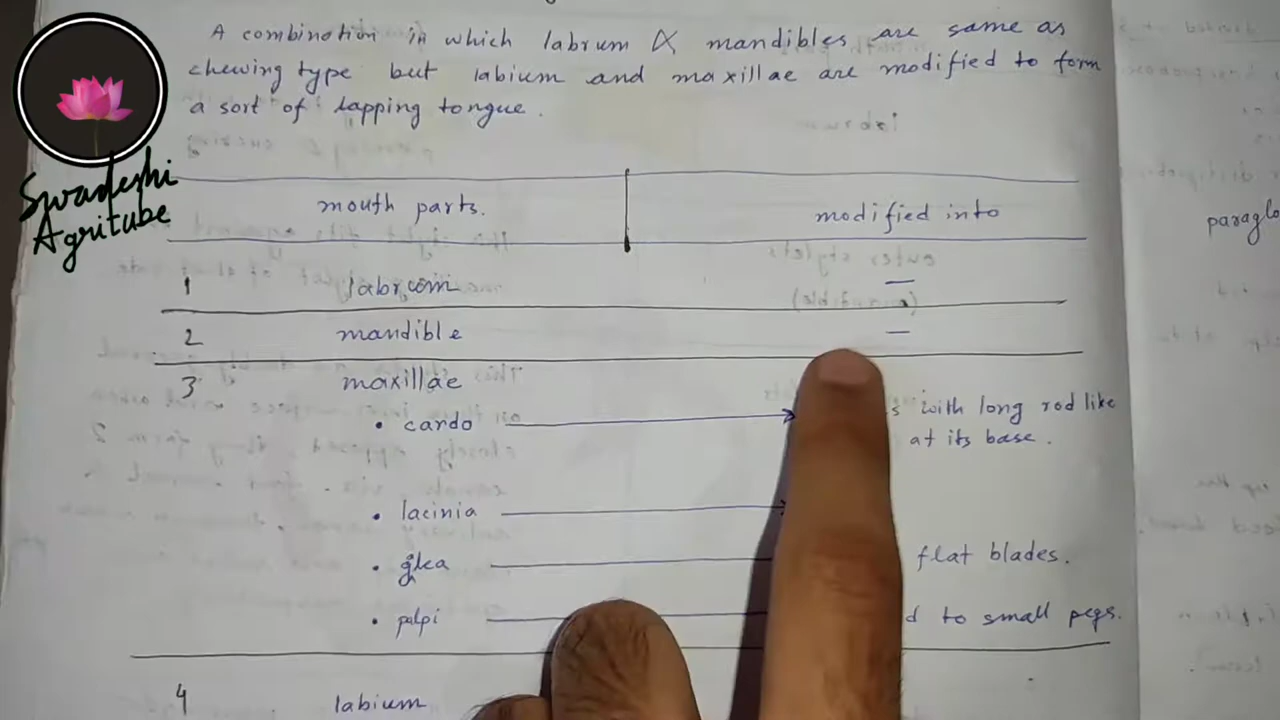 A combination in which labrum & mandibles are same as
chewing type but labium and maxillae are modified to form
a sort of lapping tongue.
Swadeshi
Agritube
mouth parts. modified into
1 labrum —
2 mandible —
3 maxillae
• cardo → with long rod like
at its base.
• lacinia →
• glea flat blades.
• palpi to small pegs.
4 labium